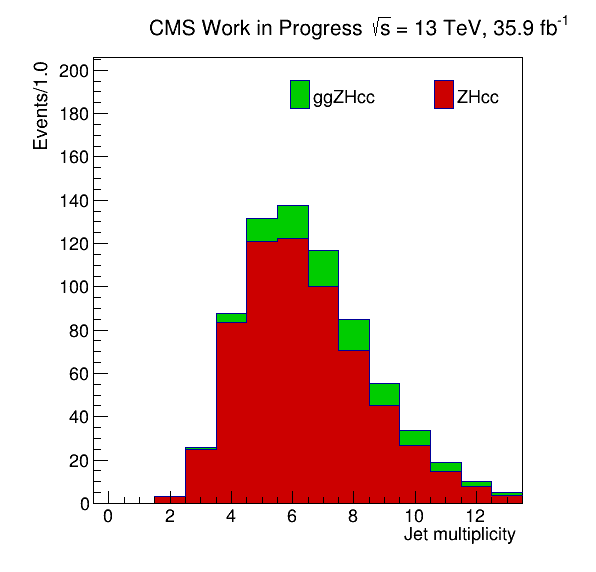 CMS Work in Progress √s = 13 TeV, 35.9 fb⁻¹
Events/1.0
ggZHcc ZHcc
200
180
160
140
120
100
80
60
40
20
0
0 2 4 6 8 10 12
Jet multiplicity